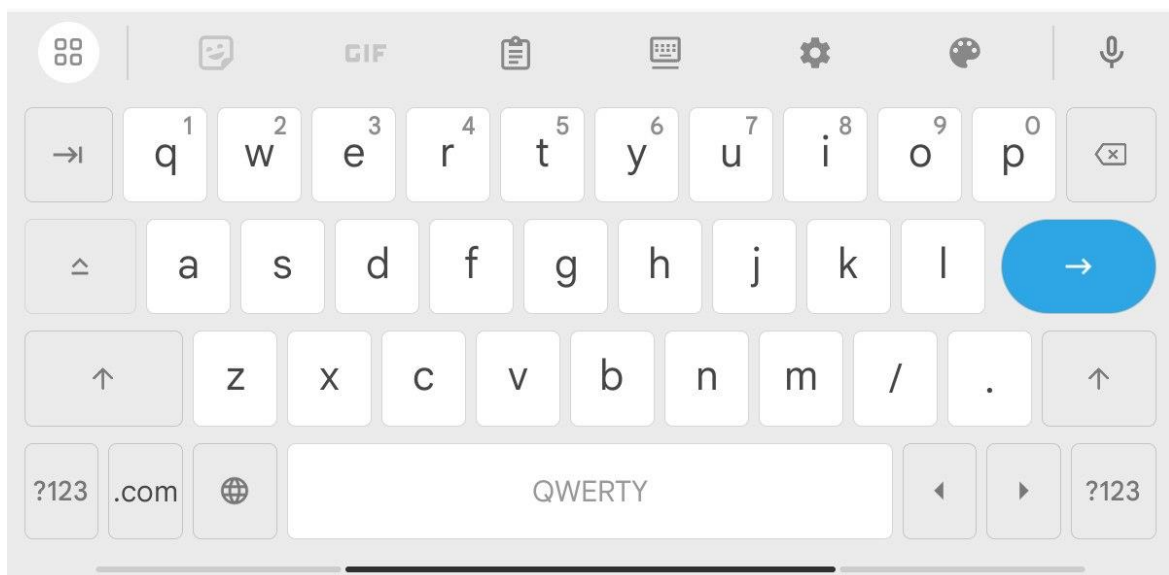 GIF
q 1 w 2 e 3 r 4 t 5 y 6 u 7 i 8 o 9 p 0
a s d f g h j k l
z x c v b n m / .
?123 .com QWERTY ?123